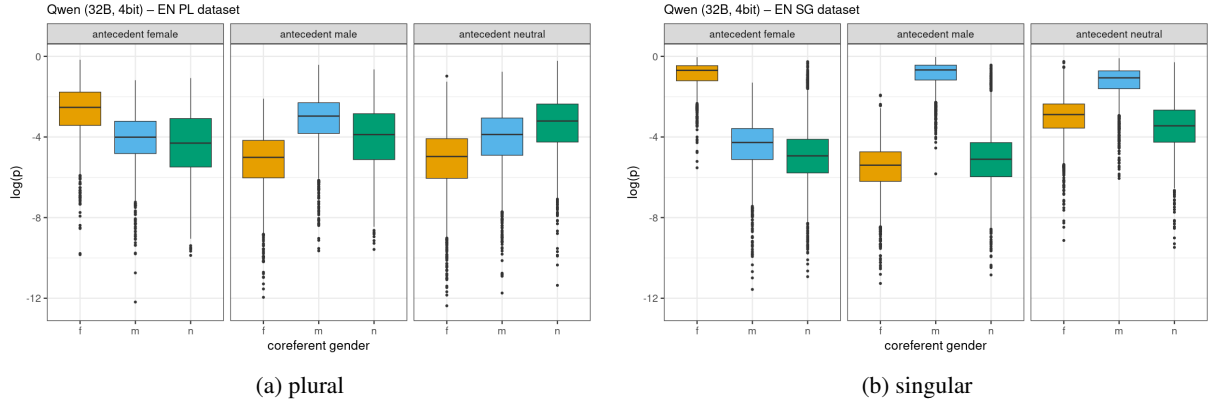 Qwen (32B, 4bit) – EN PL dataset
antecedent female
antecedent male
antecedent neutral
log(p)
0
-4
-8
-12
f m n
f m n
f m n
coreferent gender
(a) plural
Qwen (32B, 4bit) – EN SG dataset
antecedent female
antecedent male
antecedent neutral
log(p)
0
-4
-8
-12
f m n
f m n
f m n
coreferent gender
(b) singular